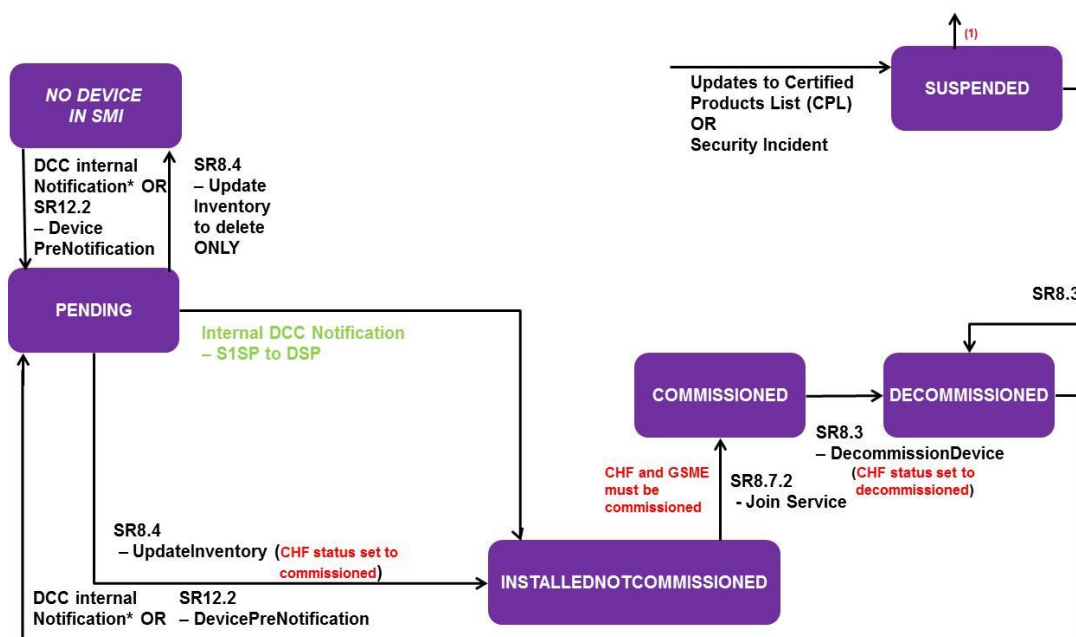 (1)
NO DEVICE
IN SMI
SUSPENDED
Updates to Certified
Products List (CPL)
OR
Security Incident
DCC internal
Notification* OR
SR12.2
– Device
PreNotification
SR8.4
– Update
Inventory
to delete
ONLY
PENDING
SR8.3
Internal DCC Notification
– S1SP to DSP
COMMISSIONED
DECOMMISSIONED
CHF and GSME
must be
commissioned
SR8.7.2
- Join Service
SR8.3
– DecommissionDevice
(CHF status set to
decommissioned)
SR8.4
– UpdateInventory (CHF status set to
commissioned)
INSTALLEDNOTCOMMISSIONED
DCC internal
Notification* OR
SR12.2
– DevicePreNotification